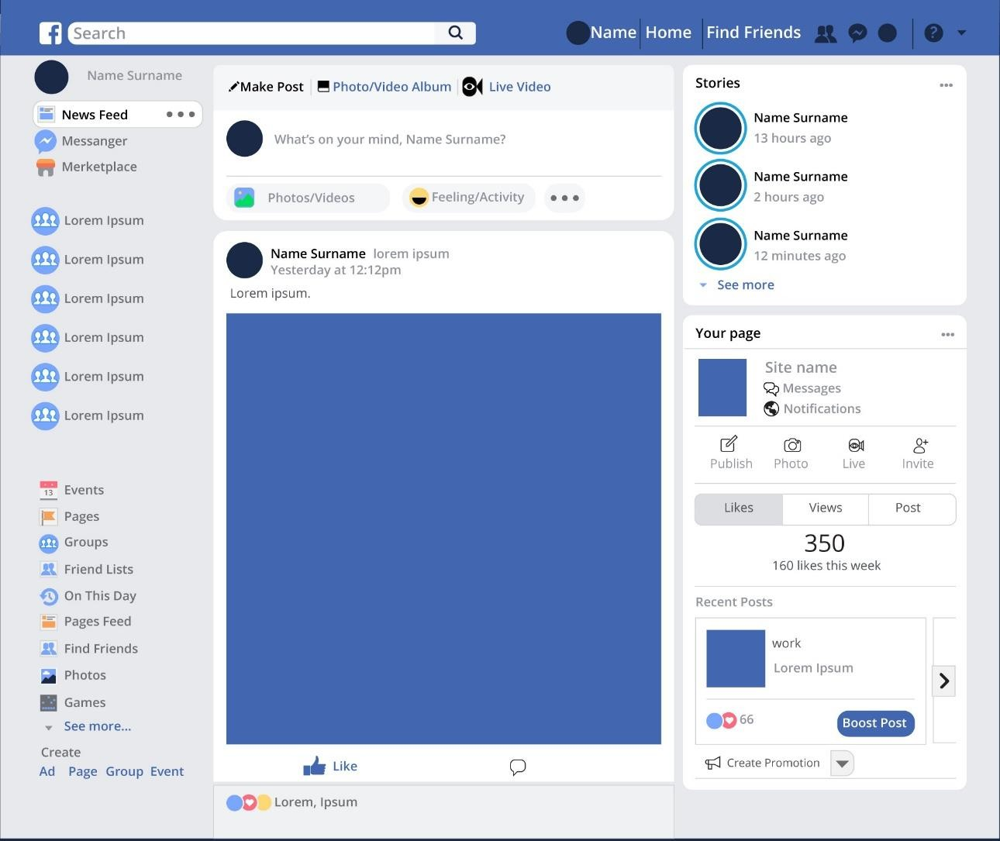 f Search
Name Home Find Friends ?
Name Surname
News Feed
Messanger
Merketplace
Lorem Ipsum
Lorem Ipsum
Lorem Ipsum
Lorem Ipsum
Lorem Ipsum
Lorem Ipsum
13 Events
Pages
Groups
Friend Lists
On This Day
Pages Feed
Find Friends
Photos
Games
See more...
Create
Ad Page Group Event
Make Post Photo/Video Album Live Video
What's on your mind, Name Surname?
Photos/Videos Feeling/Activity
Name Surname lorem ipsum
Yesterday at 12:12pm
Lorem ipsum.
Like
Lorem, Ipsum
Stories
Name Surname
13 hours ago
Name Surname
2 hours ago
Name Surname
12 minutes ago
See more
Your page
Site name
Messages
Notifications
Publish Photo Live Invite
Likes Views Post
350
160 likes this week
Recent Posts
work
Lorem Ipsum
66 Boost Post
Create Promotion